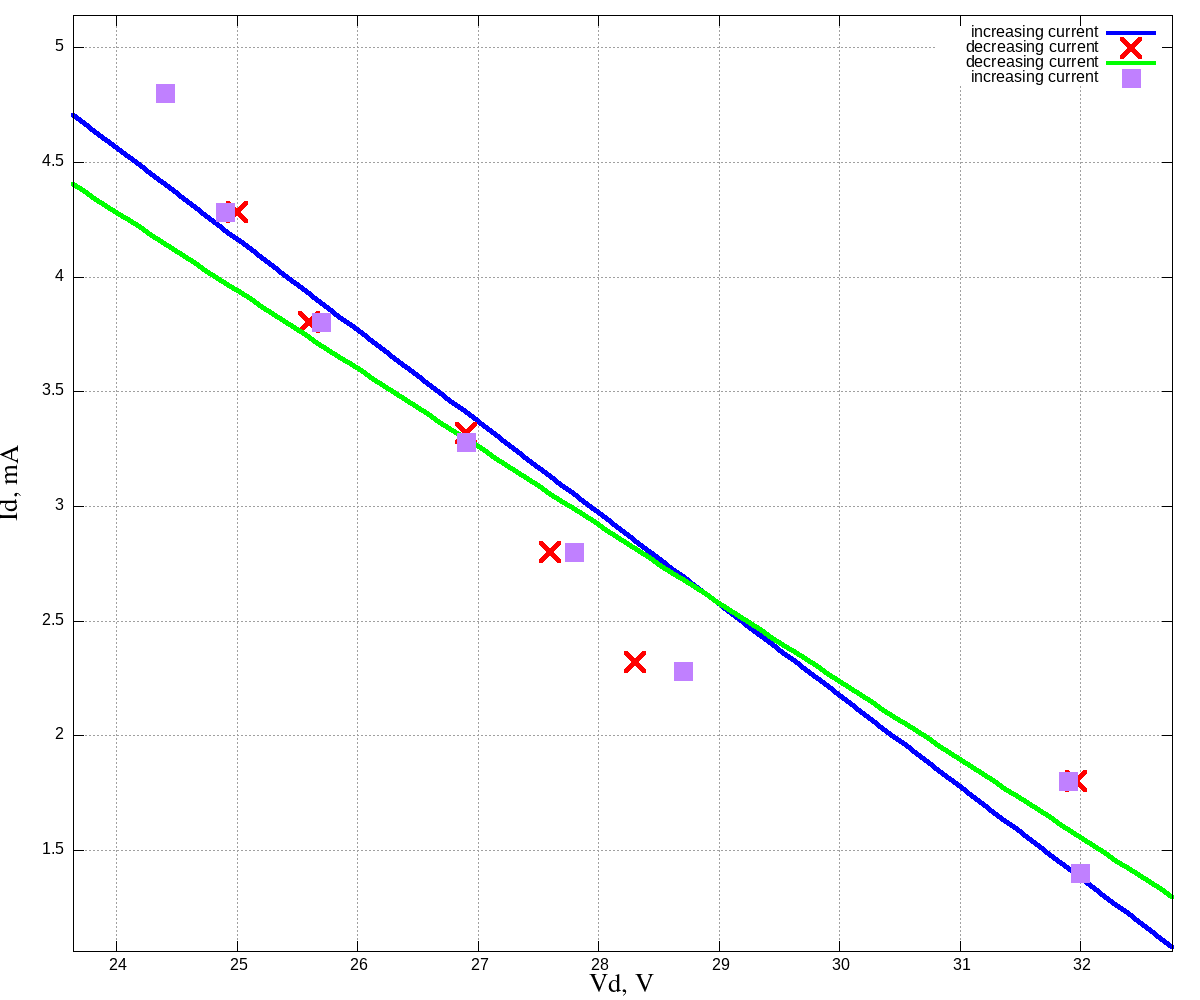 increasing current
decreasing current
decreasing current
increasing current
5
4.5
4
3.5
3
2.5
2
1.5
Id, mA
24 25 26 27 28 29 30 31 32
Vd, V